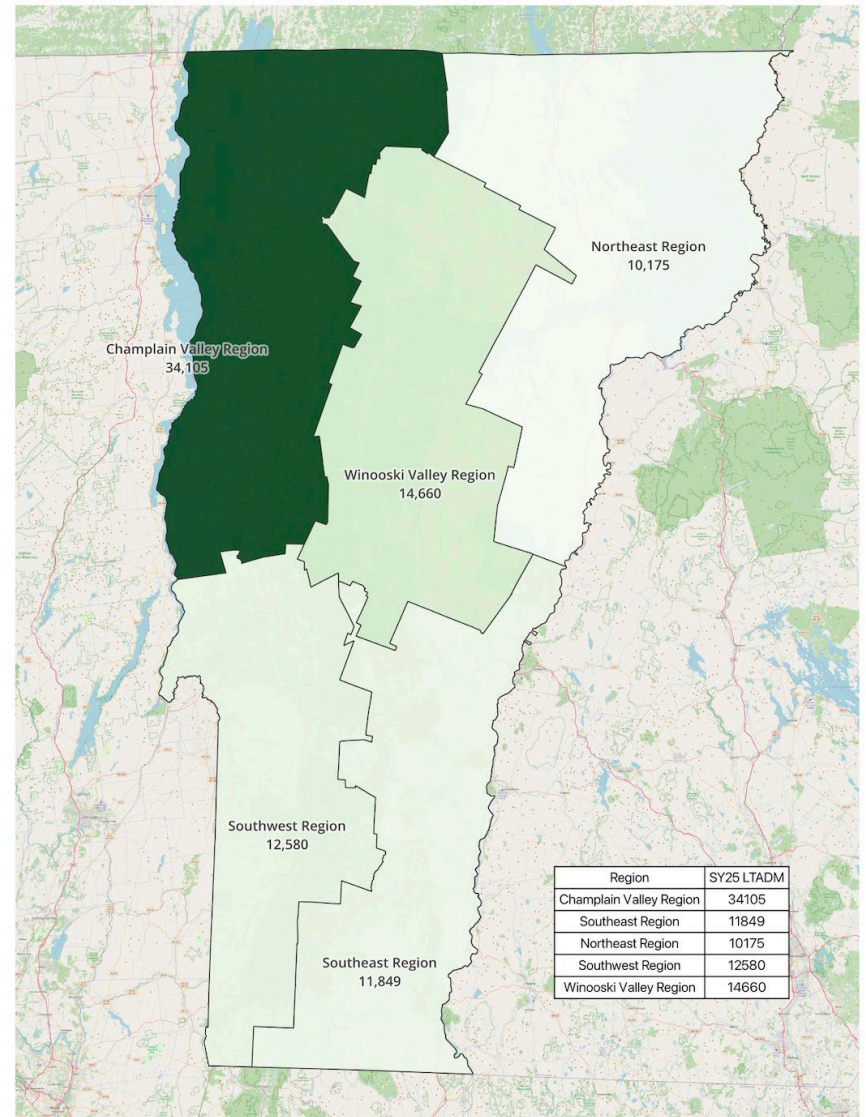 Northeast Region
10,175
Champlain Valley Region
34,105
Winooski Valley Region
14,660
Southwest Region
12,580
Southeast Region
11,849
Region SY25 LTADM
Champlain Valley Region 34105
Southeast Region 11849
Northeast Region 10175
Southwest Region 12580
Winooski Valley Region 14660